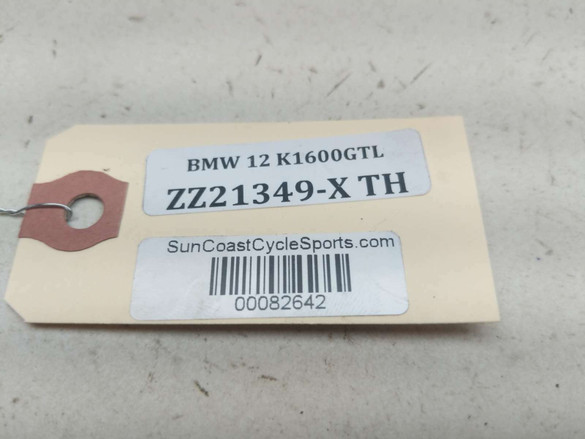 BMW 12 K1600GTL
ZZ21349-X TH
SunCoastCycleSports.com
00082642